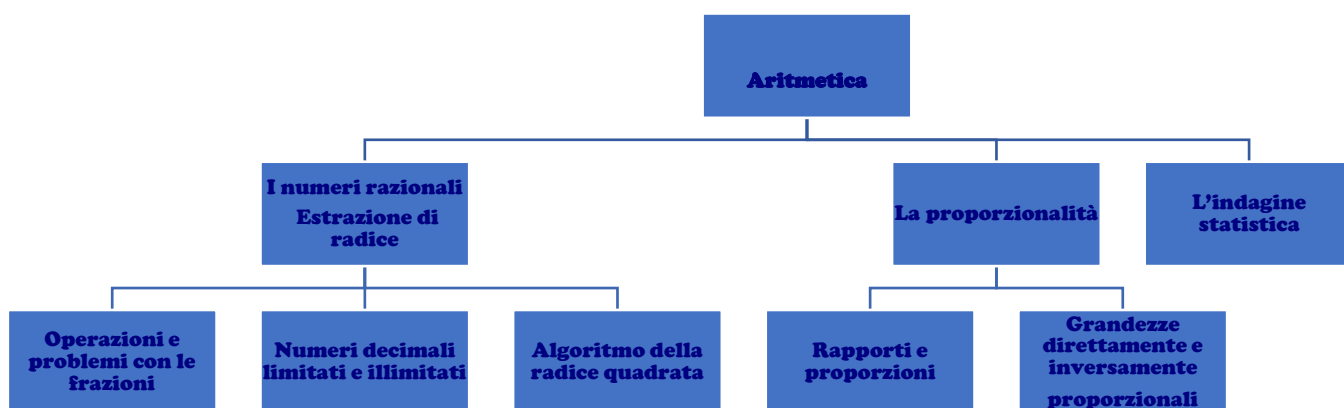 Aritmetica
I numeri razionali
Estrazione di
radice
La proporzionalità
L’indagine
statistica
Operazioni e
problemi con le
frazioni
Numeri decimali
limitati e illimitati
Algoritmo della
radice quadrata
Rapporti e
proporzioni
Grandezze
direttamente e
inversamente
proporzionali